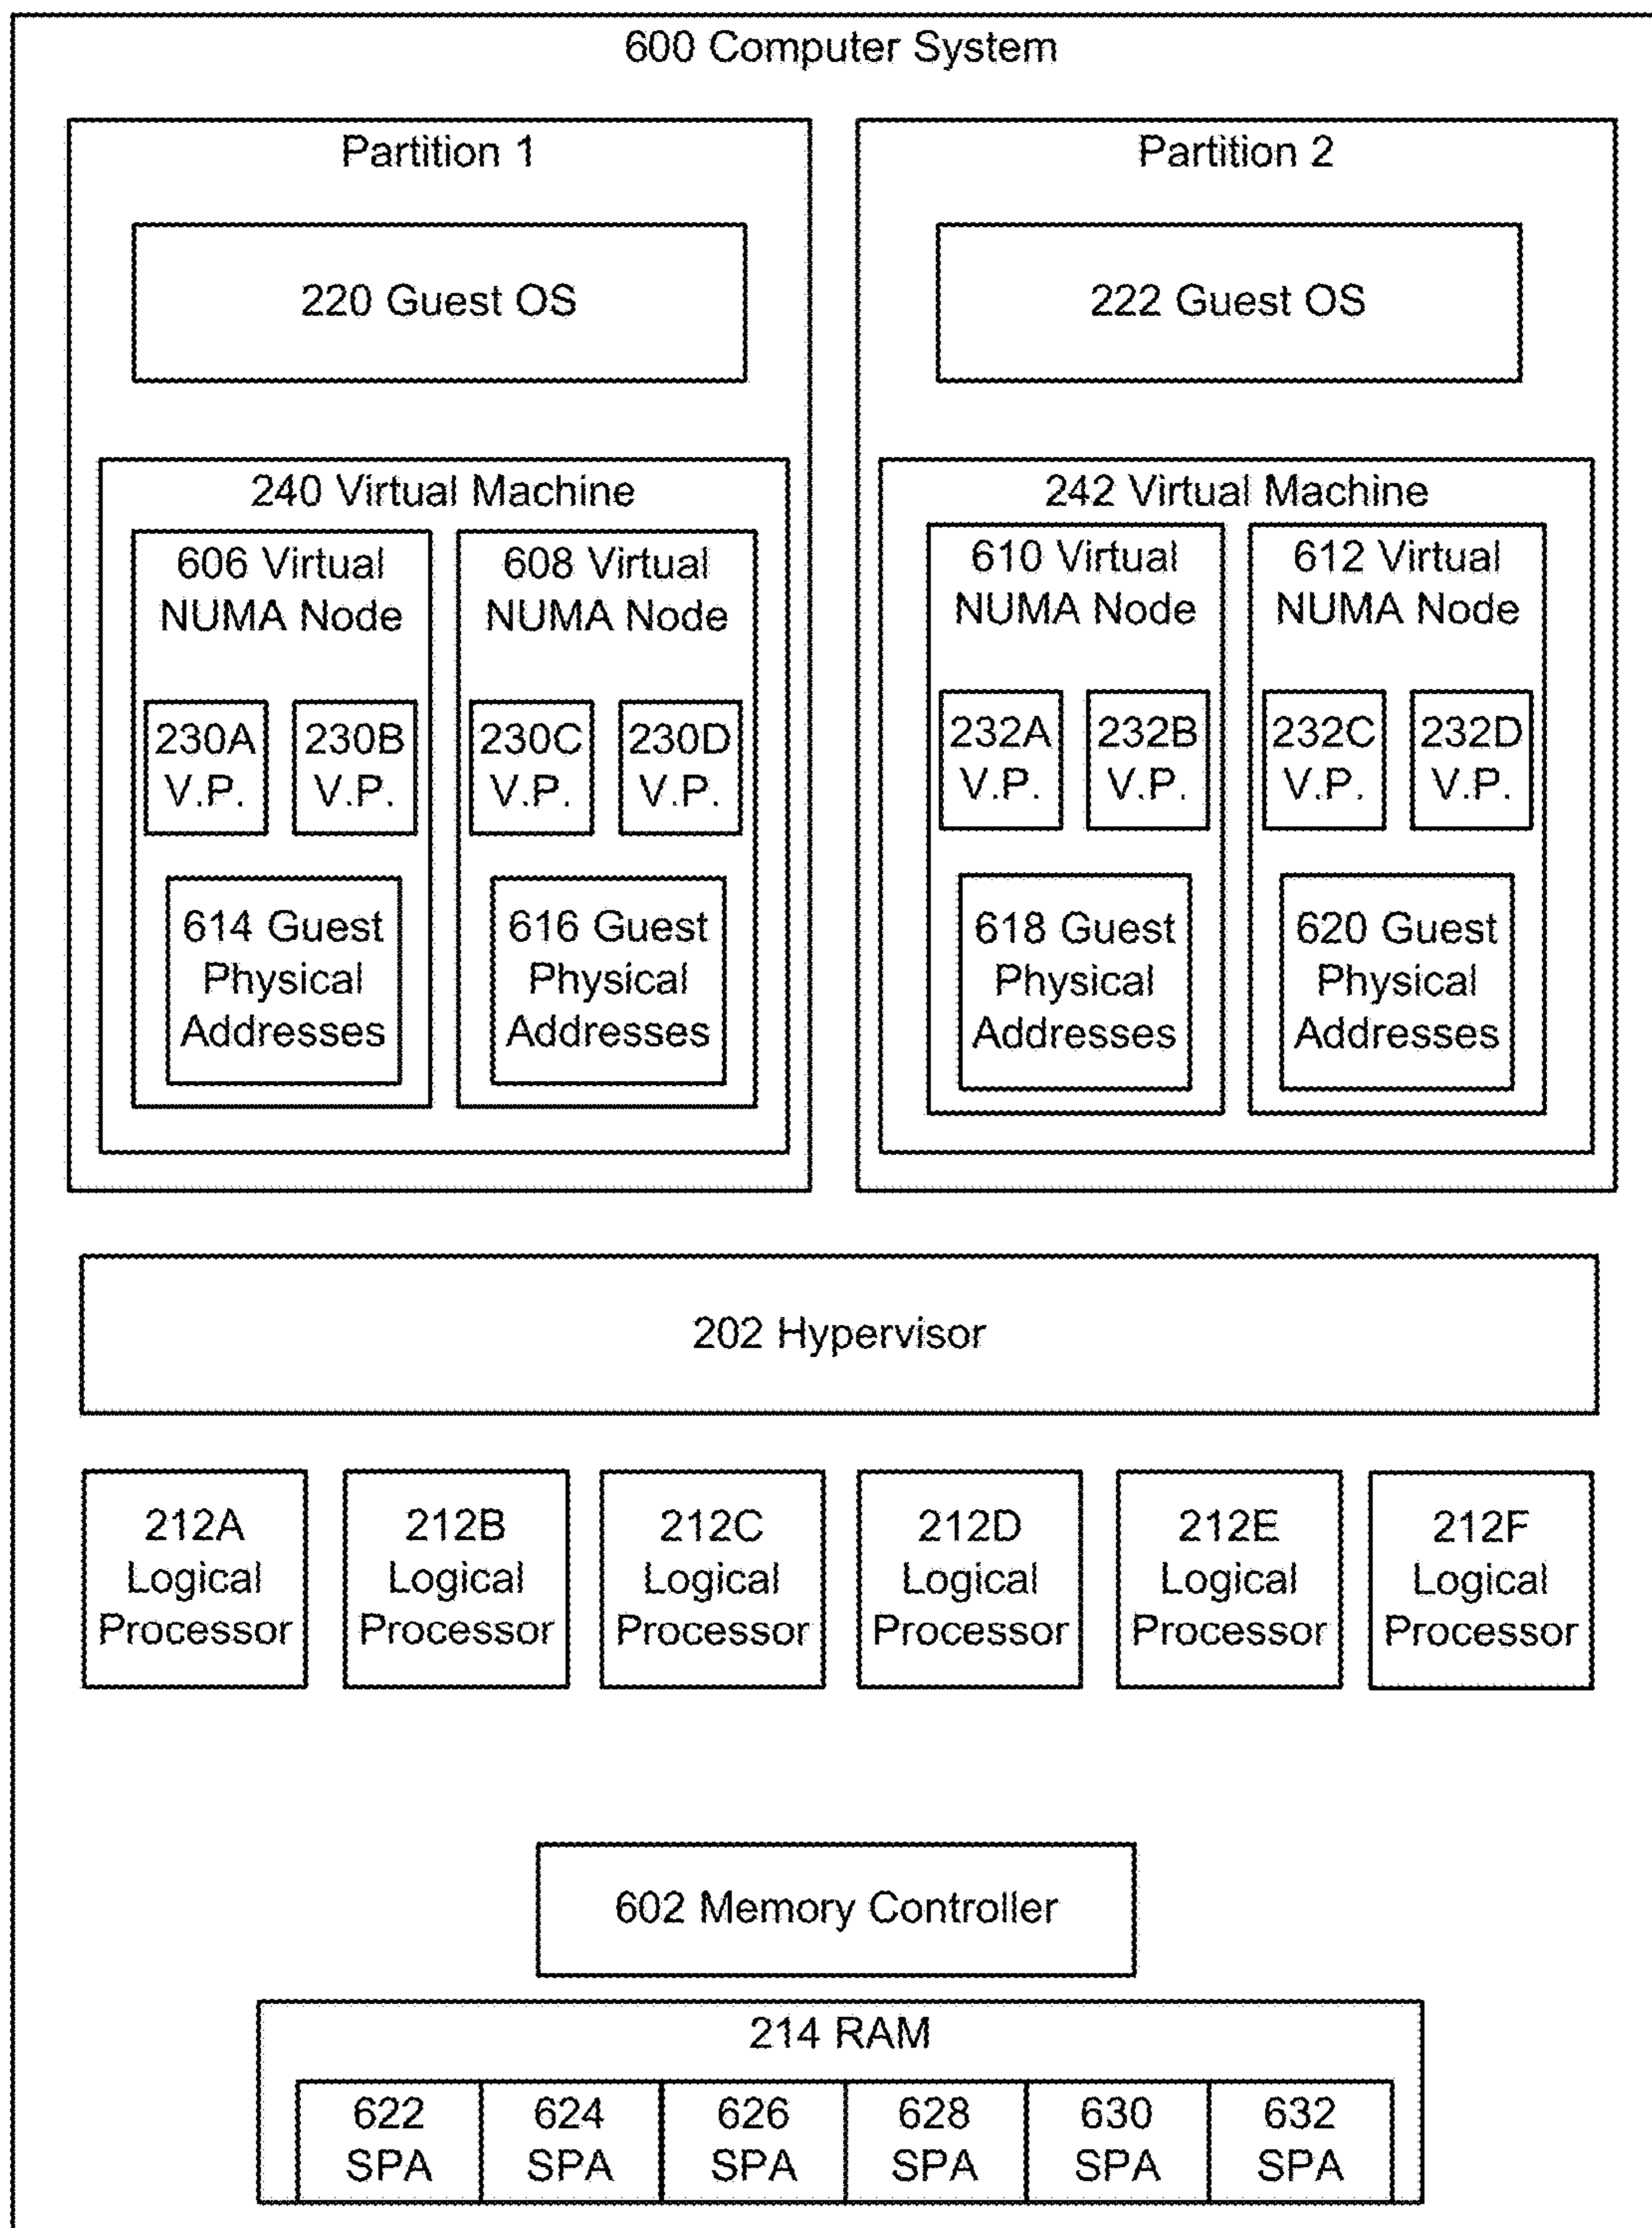 600 Computer System
Partition 1
220 Guest OS
240 Virtual Machine
606 Virtual
NUMA Node
230A
V.P.
230B
V.P.
614 Guest
Physical
Addresses
608 Virtual
NUMA Node
230C
V.P.
230D
V.P.
616 Guest
Physical
Addresses
Partition 2
222 Guest OS
242 Virtual Machine
610 Virtual
NUMA Node
232A
V.P.
232B
V.P.
618 Guest
Physical
Addresses
612 Virtual
NUMA Node
232C
V.P.
232D
V.P.
620 Guest
Physical
Addresses
202 Hypervisor
212A
Logical
Processor
212B
Logical
Processor
212C
Logical
Processor
212D
Logical
Processor
212E
Logical
Processor
212F
Logical
Processor
602 Memory Controller
214 RAM
622
SPA
624
SPA
626
SPA
628
SPA
630
SPA
632
SPA